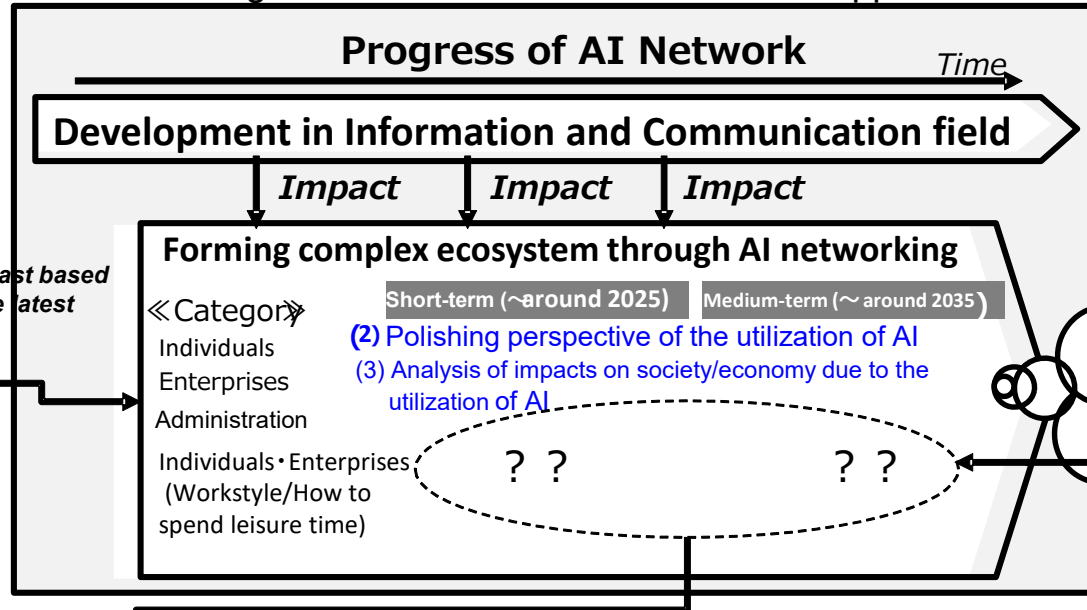 Progress of AI Network
Time
Development in Information and Communication field
Impact Impact Impact
Forming complex ecosystem through AI networking
based
latest
≪Category≫
Short-term (～around 2025) Medium-term (～ around 2035)
(2) Polishing perspective of the utilization of AI
(3) Analysis of impacts on society/economy due to the
utilization of AI
Individuals
Enterprises
Administration
Individuals・Enterprises
(Workstyle/How to
spend leisure time)
? ? ? ?